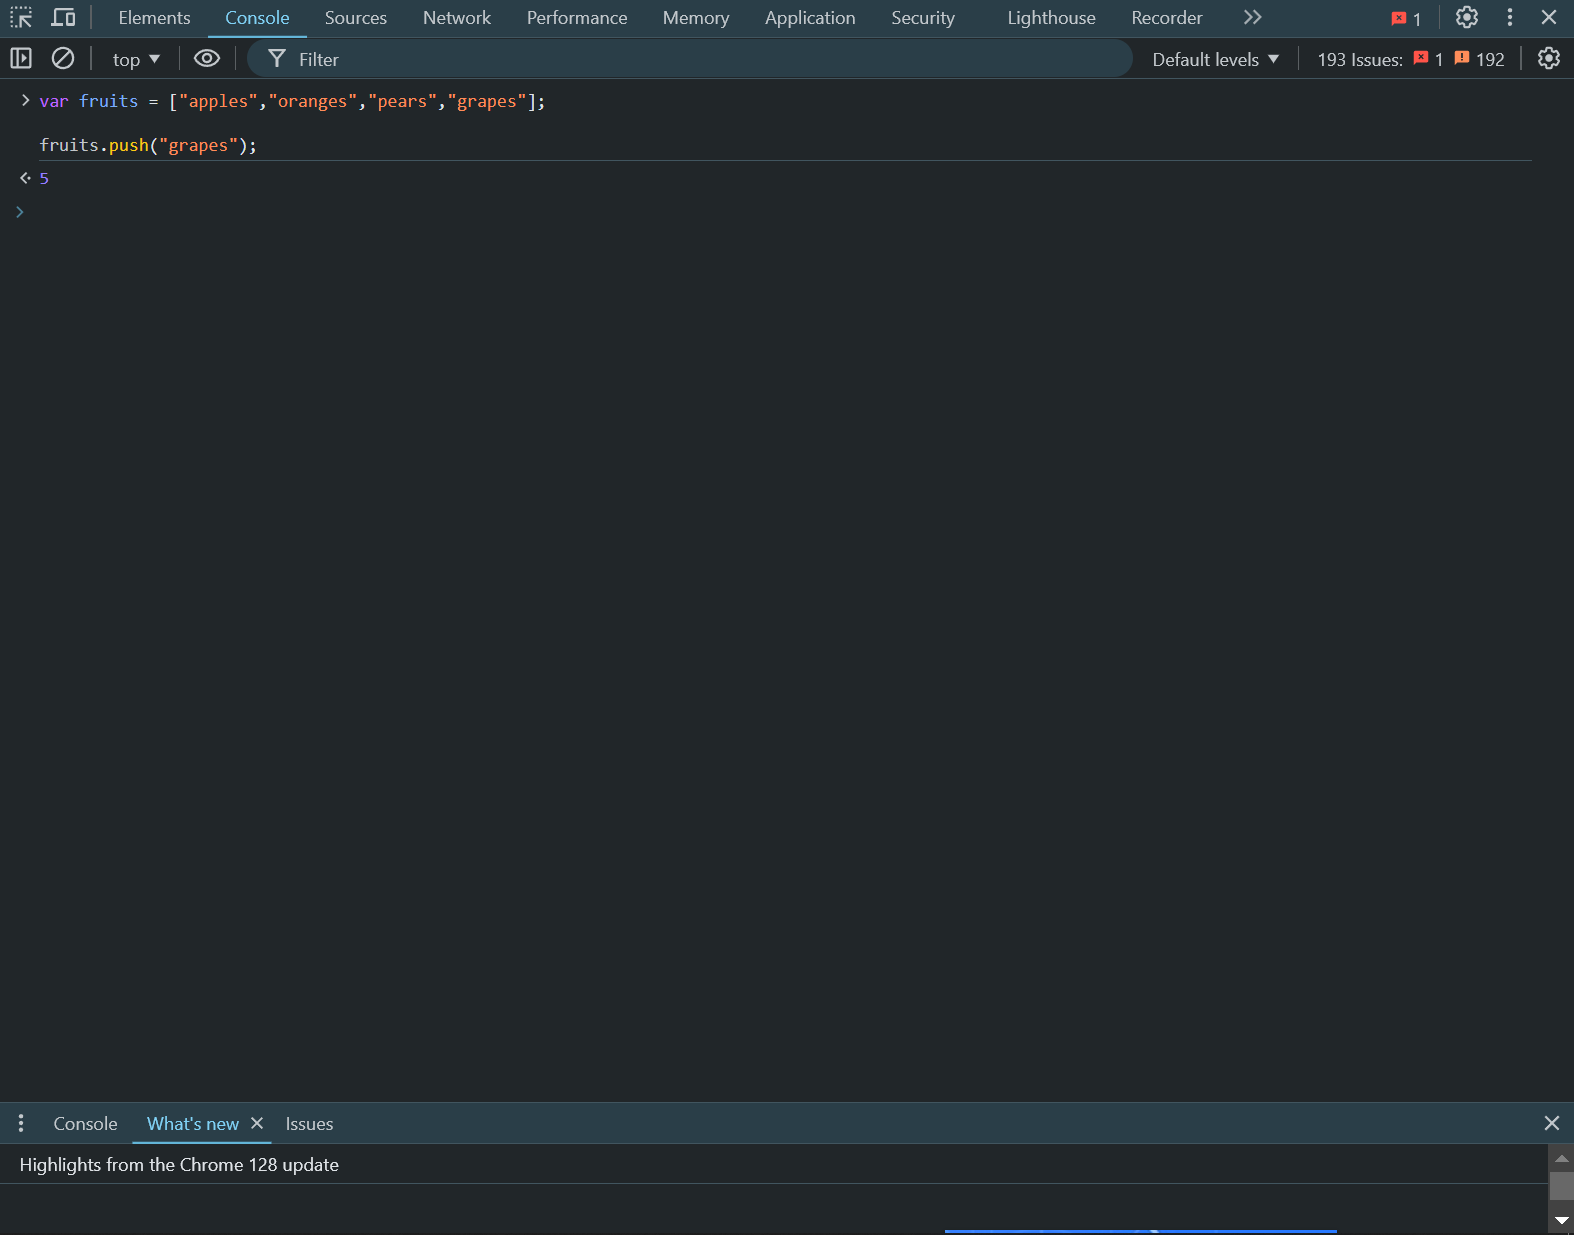 Elements Console Sources Network Performance Memory Application Security Lighthouse Recorder 1
top Filter Default levels 193 Issues: 1 192
var fruits = ["apples","oranges","pears","grapes"];
fruits.push("grapes");
5
Console What's new Issues
Highlights from the Chrome 128 update